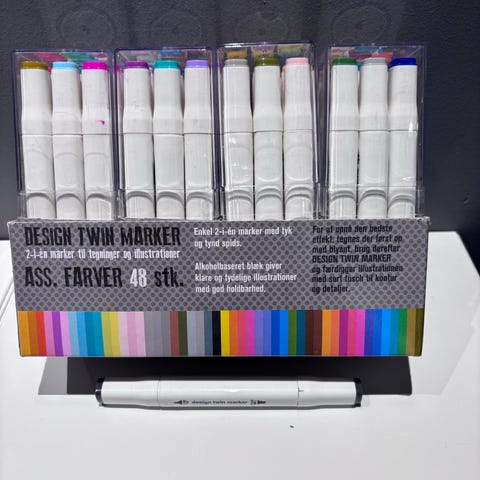 DESIGN TWIN MARKER
2-i-én marker til tegninger og illustrationer
ASS. FARVER 48 stk.
Enkel 2-i-én marker med tyk
og tynd spids.
Alkoholbaseret blæk giver
klare og tydelige illustrationer
med god holdbarhed.
For at opnå den bedste
effekt, tegnes der først op
med blyant, brug derefter
DESIGN TWIN MARKER
og færdiggør illustrationen
med sort tusch til kontur
og detaljer.
design twin marker